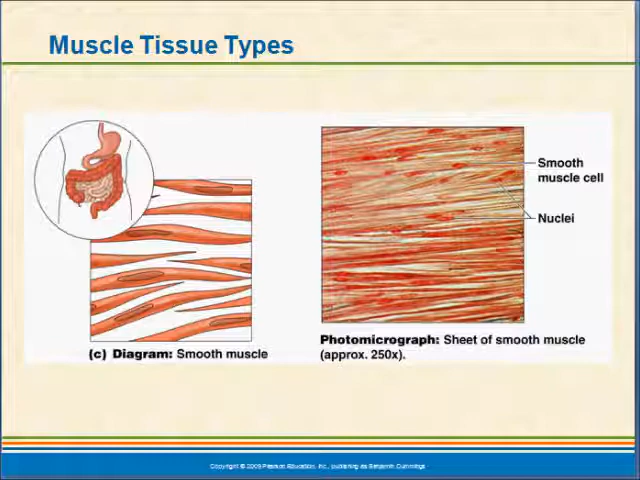 Muscle Tissue Types
Smooth
muscle cell
Nuclei
(c) Diagram: Smooth muscle
Photomicrograph: Sheet of smooth muscle
(approx. 250x).
Copyright © 2009 Pearson Education, Inc., publishing as Benjamin Cummings